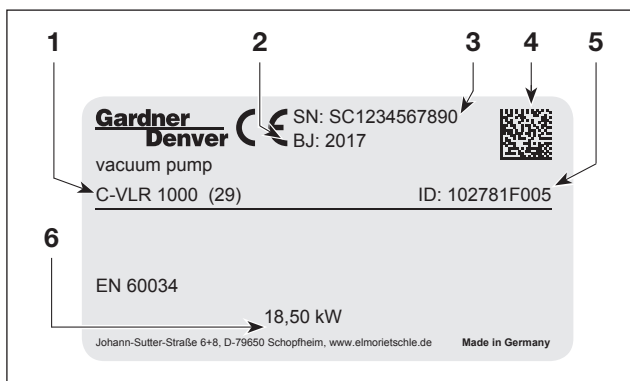 1 2 3 4 5
Gardner
Denver
CE
SN: SC1234567890
BJ: 2017
vacuum pump
C-VLR 1000 (29) ID: 102781F005
6
EN 60034
18,50 kW
Johann-Sutter-Straße 6+8, D-79650 Schopfheim, www.elmorietschle.de Made in Germany